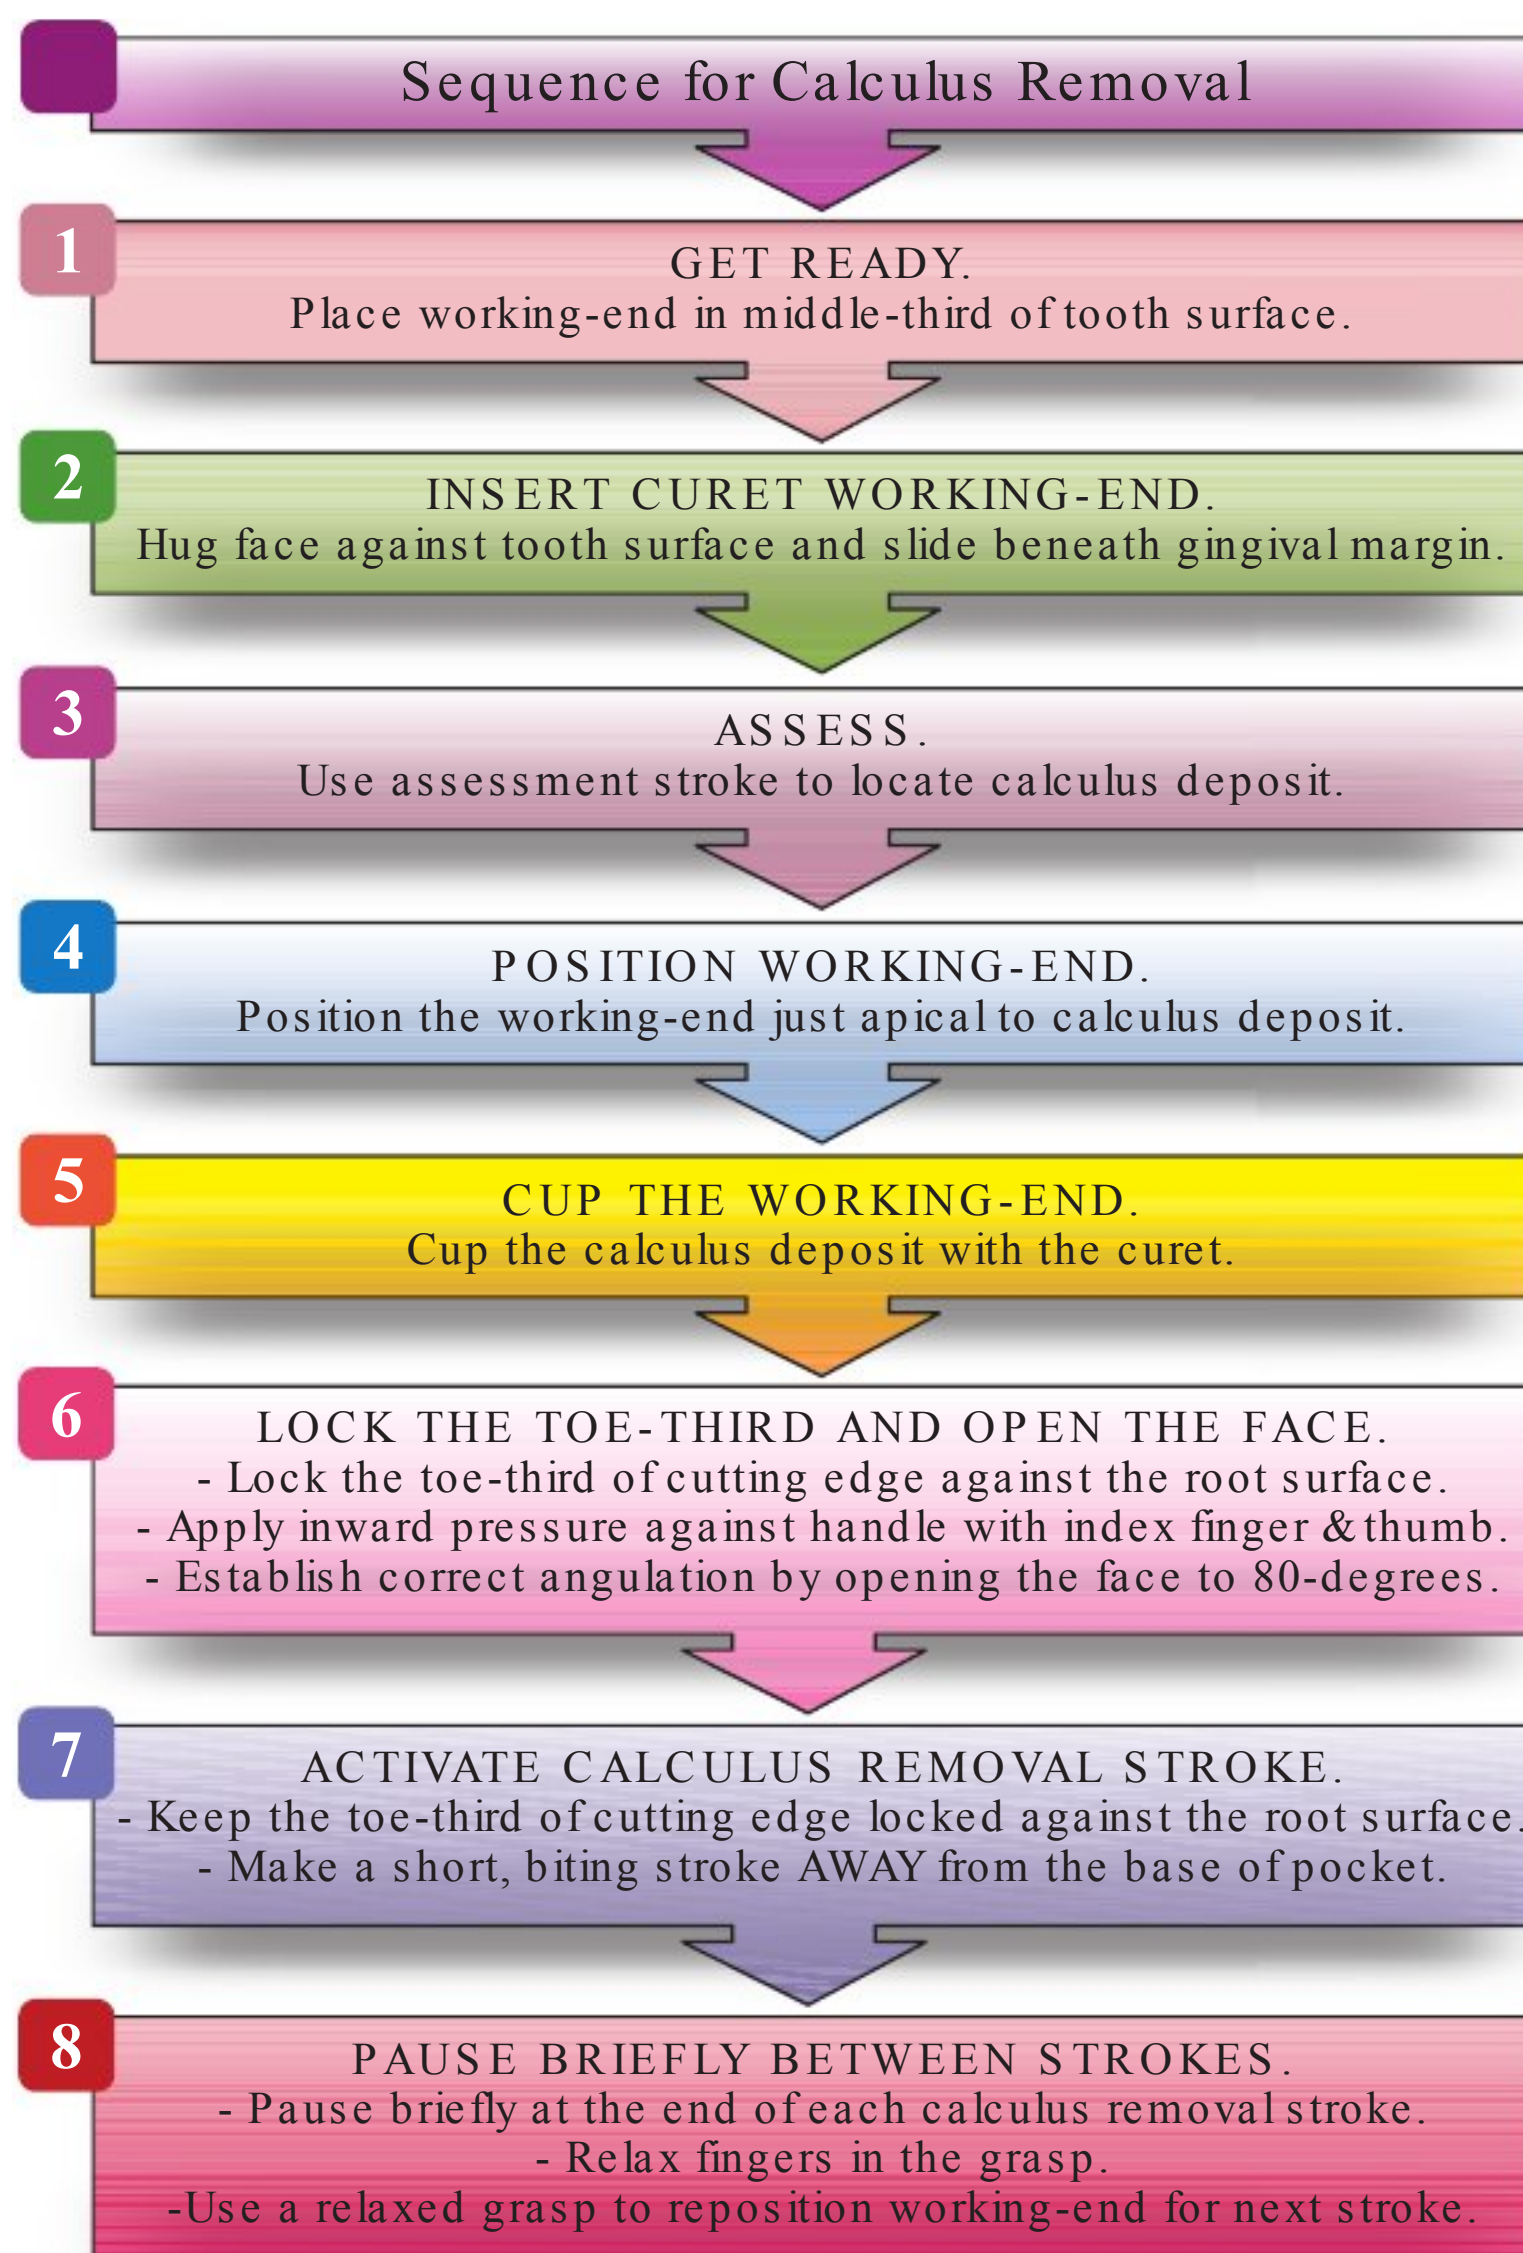 Sequence for Calculus Removal
1
GET READY.
Place working-end in middle-third of tooth surface.
2
INSERT CURET WORKING-END.
Hug face against tooth surface and slide beneath gingival margin.
3
ASSESS.
Use assessment stroke to locate calculus deposit.
4
POSITION WORKING-END.
Position the working-end just apical to calculus deposit.
5
CUP THE WORKING-END.
Cup the calculus deposit with the curet.
6
LOCK THE TOE-THIRD AND OPEN THE FACE.
- Lock the toe-third of cutting edge against the root surface.
- Apply inward pressure against handle with index finger & thumb.
- Establish correct angulation by opening the face to 80-degrees.
7
ACTIVATE CALCULUS REMOVAL STROKE.
- Keep the toe-third of cutting edge locked against the root surface.
- Make a short, biting stroke AWAY from the base of pocket.
8
PAUSE BRIEFLY BETWEEN STROKES.
- Pause briefly at the end of each calculus removal stroke.
- Relax fingers in the grasp.
-Use a relaxed grasp to reposition working-end for next stroke.